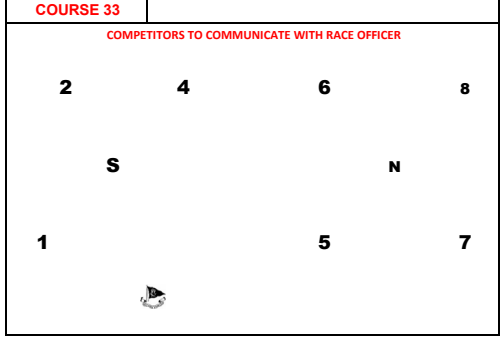 COURSE 33
COMPETITORS TO COMMUNICATE WITH RACE OFFICER
2 4 6 8
S N
1 5 7